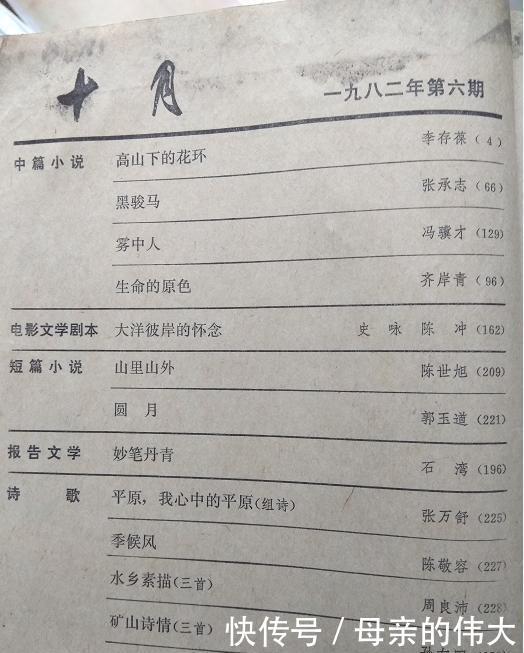 十月
一九八二年第六期
中篇小说 高山下的花环 李存葆(4)
黑骏马 张承志(66)
雾中人 冯骥才(129)
生命的原色 齐岸青(96)
电影文学剧本 大洋彼岸的怀念 史咏 陈冲(162)
短篇小说 山里山外 陈世旭(209)
圆月 郭玉道(221)
报告文学 妙笔丹青 石湾(196)
诗歌 平原，我心中的平原(组诗) 张万舒(225)
季候风 陈敬容(227)
水乡素描(三首) 周良沛(228)
矿山诗情(三首)
快传号/母亲的伟大